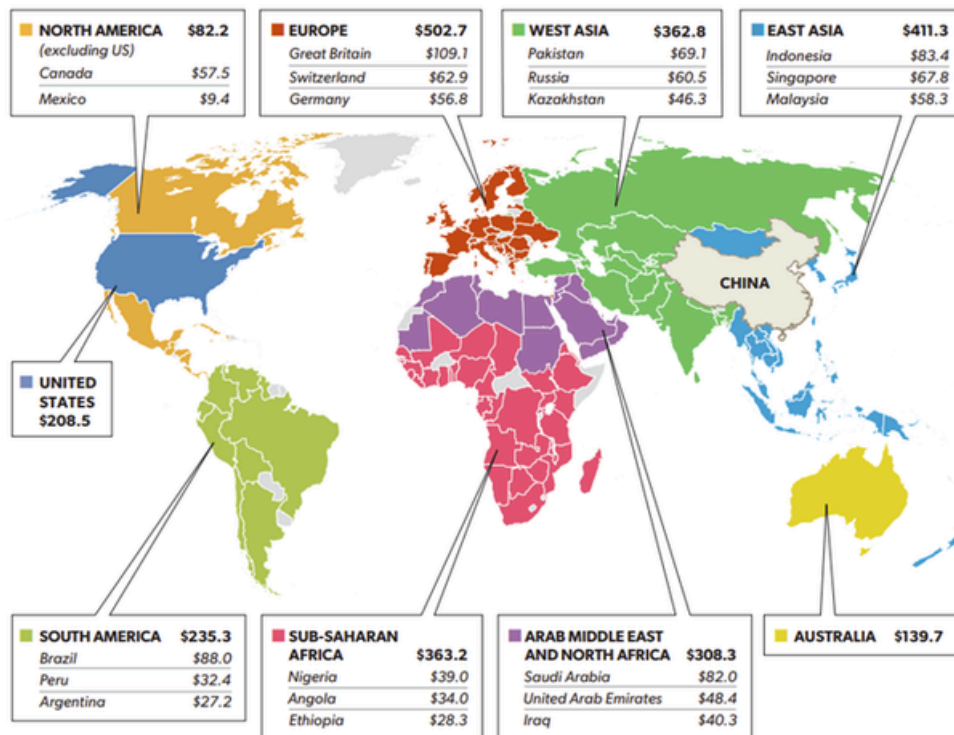 NORTH AMERICA $82.2
(excluding US)
Canada $57.5
Mexico $9.4
EUROPE $502.7
Great Britain $109.1
Switzerland $62.9
Germany $56.8
WEST ASIA $362.8
Pakistan $69.1
Russia $60.5
Kazakhstan $46.3
EAST ASIA $411.3
Indonesia $83.4
Singapore $67.8
Malaysia $58.3
CHINA
UNITED
STATES
$208.5
SOUTH AMERICA $235.3
Brazil $88.0
Peru $32.4
Argentina $27.2
SUB-SAHARAN
AFRICA $363.2
Nigeria $39.0
Angola $34.0
Ethiopia $28.3
ARAB MIDDLE EAST
AND NORTH AFRICA $308.3
Saudi Arabia $82.0
United Arab Emirates $48.4
Iraq $40.3
AUSTRALIA $139.7